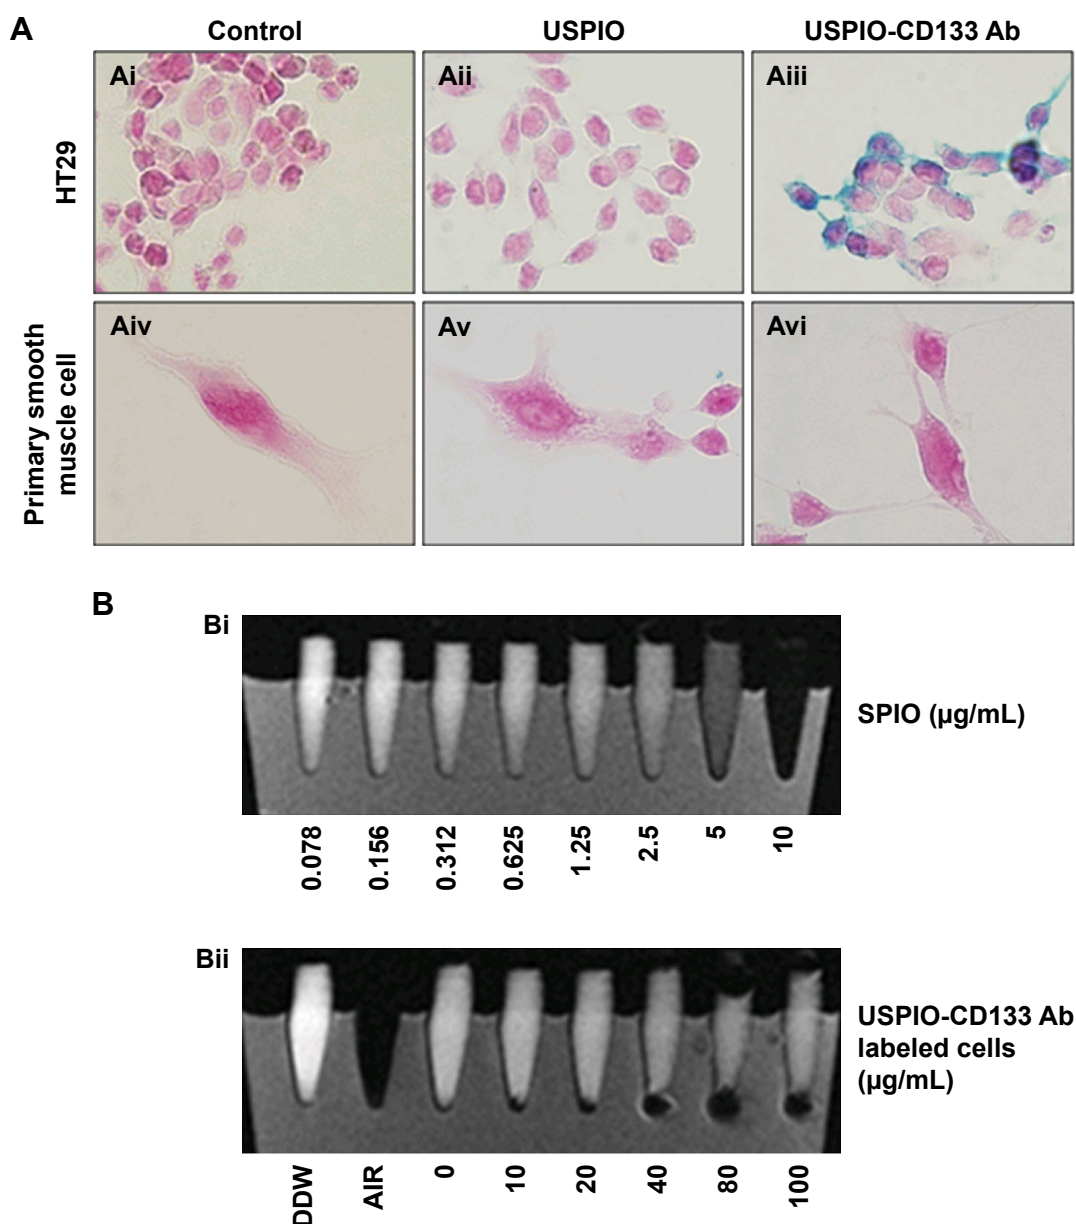 A
Control
USPIO
USPIO-CD133 Ab
HT29
Ai
Aii
Aiii
Primary smooth
muscle cell
Aiv
Av
Avi
B
Bi
SPIO (µg/mL)
0.078
0.156
0.312
0.625
1.25
2.5
5
10
Bii
USPIO-CD133 Ab
labeled cells
(µg/mL)
DDW
AIR
0
10
20
40
80
100